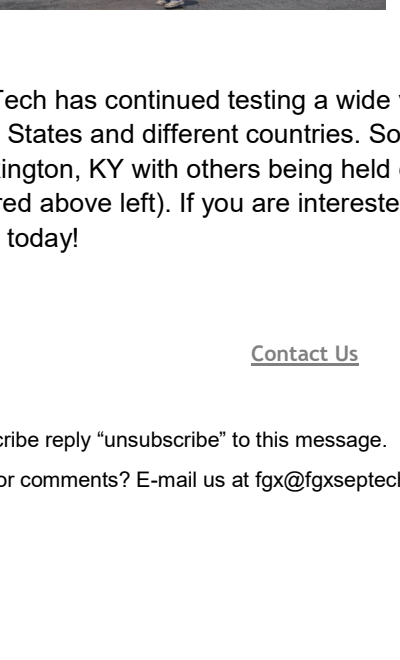 Tech has continued testing a wide
States and different countries. So
ington, KY with others being held
red above left). If you are intereste
today!
Contact Us
cribe reply “unsubscribe” to this message.
or comments? E-mail us at fgx@fgxseptech